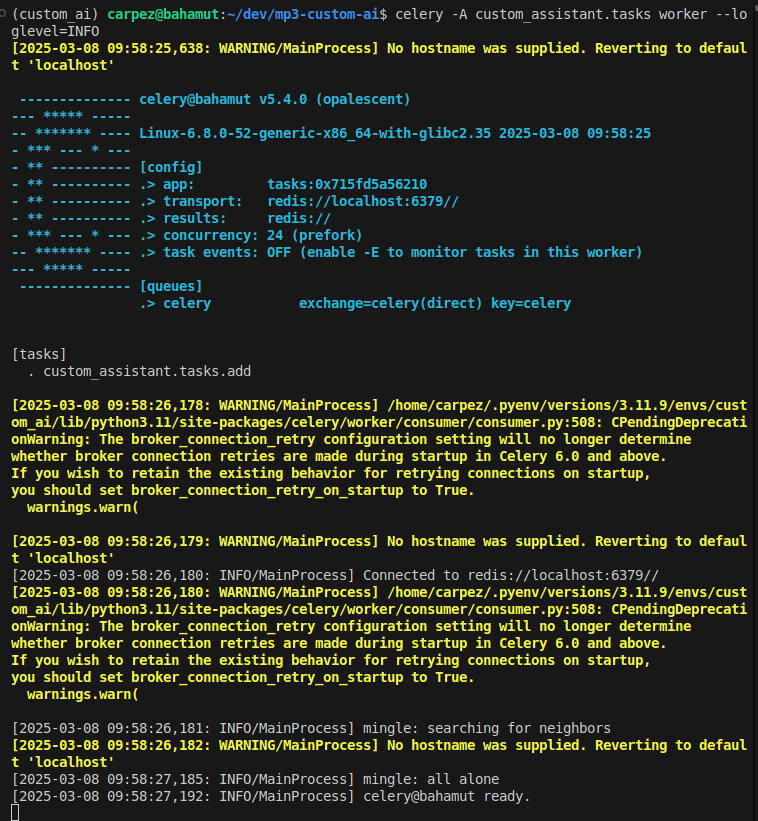 (custom_ai) carpez@bahamut:~/dev/mp3-custom-ai$ celery -A custom_assistant.tasks worker --lo
glevel=INFO
[2025-03-08 09:58:25,638: WARNING/MainProcess] No hostname was supplied. Reverting to defaul
t 'localhost'

 -------------- celery@bahamut v5.4.0 (opalescent)
--- ***** -----
-- ******* ---- Linux-6.8.0-52-generic-x86_64-with-glibc2.35 2025-03-08 09:58:25
- *** --- * ---
- ** ---------- [config]
- ** ---------- .> app:         tasks:0x715fd5a56210
- ** ---------- .> transport:   redis://localhost:6379//
- ** ---------- .> results:     redis://
- *** --- * --- .> concurrency: 24 (prefork)
-- ******* ---- .> task events: OFF (enable -E to monitor tasks in this worker)
--- ***** -----
 -------------- [queues]
                .> celery           exchange=celery(direct) key=celery

[tasks]
  . custom_assistant.tasks.add

[2025-03-08 09:58:26,178: WARNING/MainProcess] /home/carpez/.pyenv/versions/3.11.9/envs/cust
om_ai/lib/python3.11/site-packages/celery/worker/consumer/consumer.py:508: CPendingDeprecati
onWarning: The broker_connection_retry configuration setting will no longer determine
whether broker connection retries are made during startup in Celery 6.0 and above.
If you wish to retain the existing behavior for retrying connections on startup,
you should set broker_connection_retry_on_startup to True.
  warnings.warn(

[2025-03-08 09:58:26,179: WARNING/MainProcess] No hostname was supplied. Reverting to defaul
t 'localhost'
[2025-03-08 09:58:26,180: INFO/MainProcess] Connected to redis://localhost:6379//
[2025-03-08 09:58:26,180: WARNING/MainProcess] /home/carpez/.pyenv/versions/3.11.9/envs/cust
om_ai/lib/python3.11/site-packages/celery/worker/consumer/consumer.py:508: CPendingDeprecati
onWarning: The broker_connection_retry configuration setting will no longer determine
whether broker connection retries are made during startup in Celery 6.0 and above.
If you wish to retain the existing behavior for retrying connections on startup,
you should set broker_connection_retry_on_startup to True.
  warnings.warn(

[2025-03-08 09:58:26,181: INFO/MainProcess] mingle: searching for neighbors
[2025-03-08 09:58:26,182: WARNING/MainProcess] No hostname was supplied. Reverting to defaul
t 'localhost'
[2025-03-08 09:58:27,185: INFO/MainProcess] mingle: all alone
[2025-03-08 09:58:27,192: INFO/MainProcess] celery@bahamut ready.